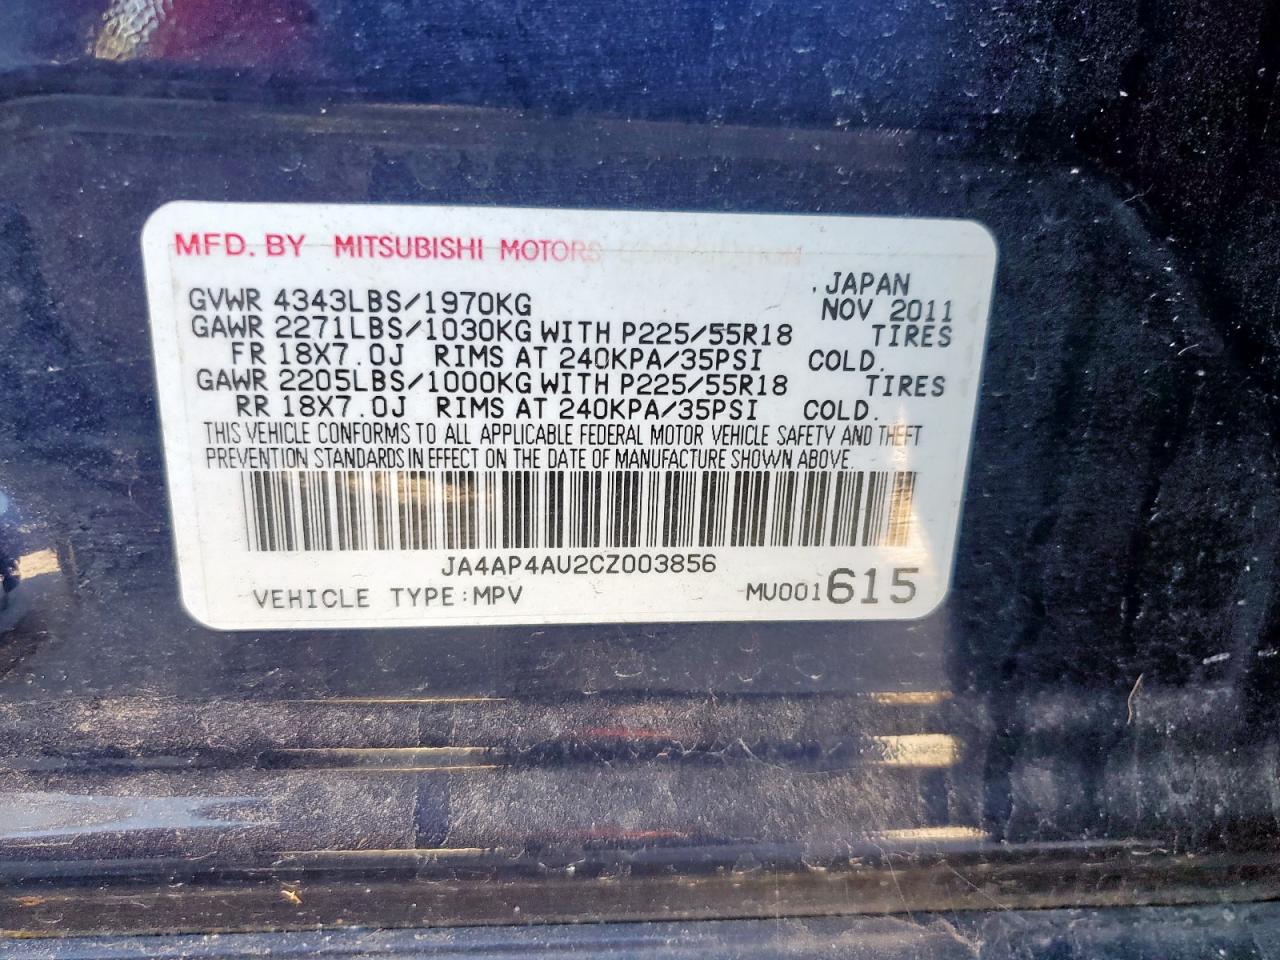 MFD. BY MITSUBISHI MOTORS CORPORATION
JAPAN
GVWR 4343LBS/1970KG NOV 2011
GAWR 2271LBS/1030KG WITH P225/55R18 TIRES
FR 18X7.0J RIMS AT 240KPA/35PSI COLD.
GAWR 2205LBS/1000KG WITH P225/55R18 TIRES
RR 18X7.0J RIMS AT 240KPA/35PSI COLD.
THIS VEHICLE CONFORMS TO ALL APPLICABLE FEDERAL MOTOR VEHICLE SAFETY AND THEFT
PREVENTION STANDARDS IN EFFECT ON THE DATE OF MANUFACTURE SHOWN ABOVE.
JA4AP4AU2CZ003856
VEHICLE TYPE:MPV MU001615